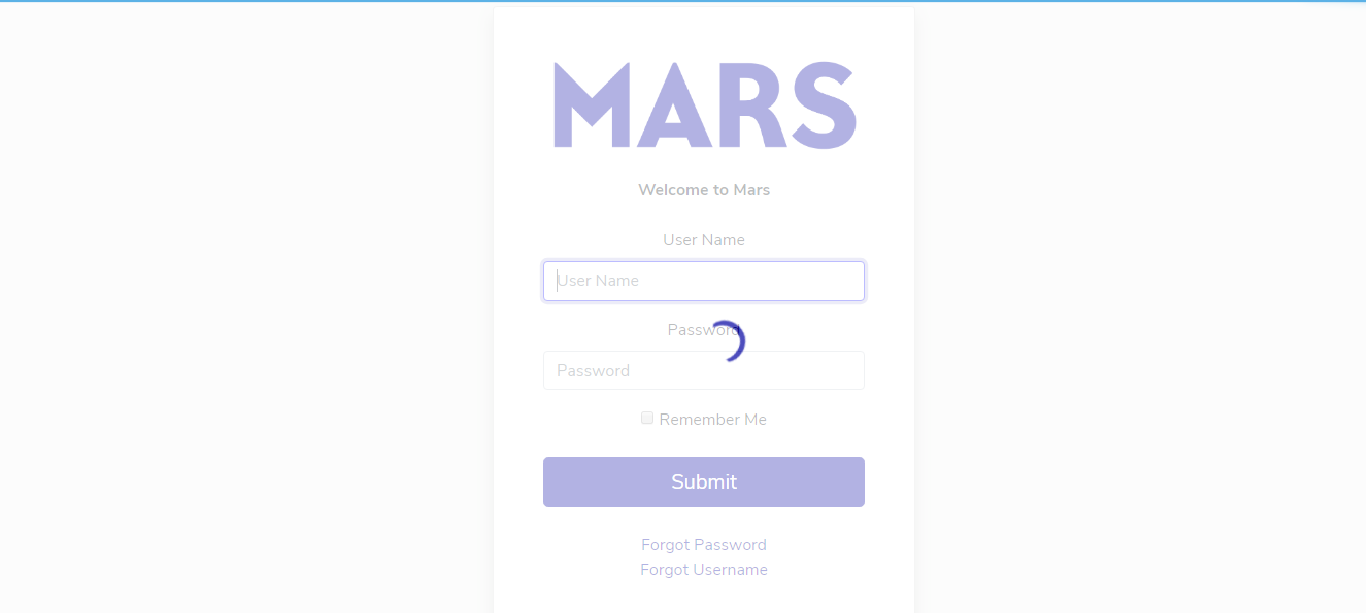 MARS
Welcome to Mars
User Name
User Name
Password
Password
Remember Me
Submit
Forgot Password
Forgot Username